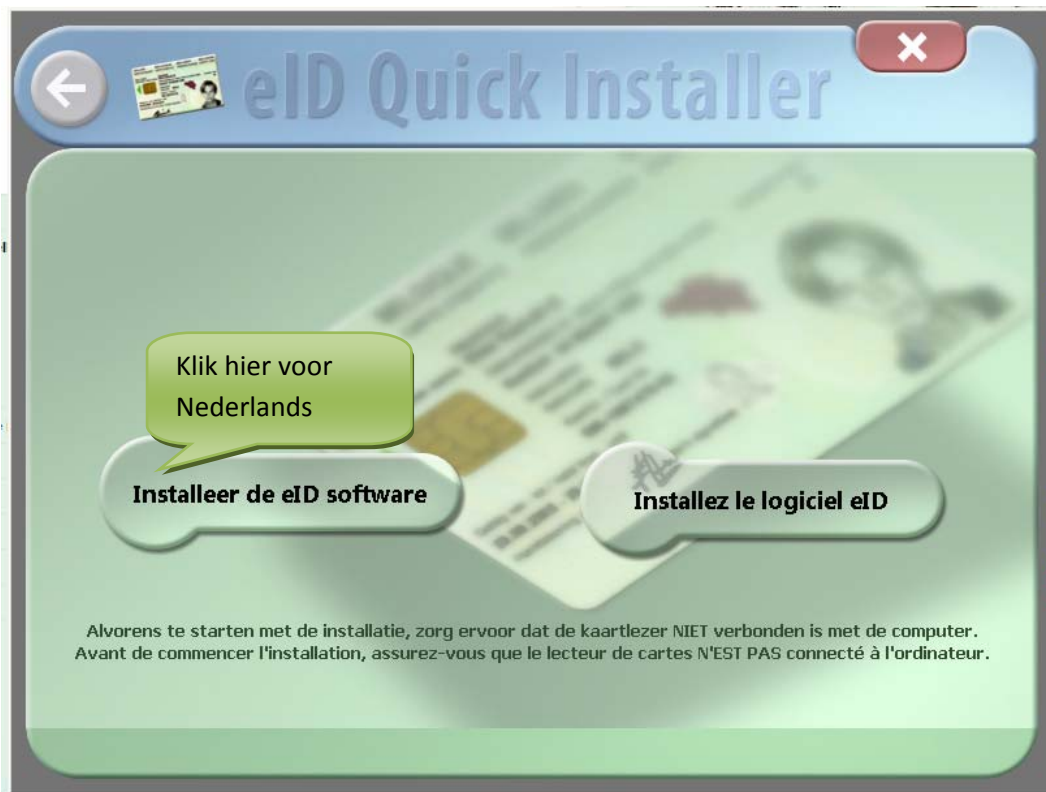 eID Quick Installer
Klik hier voor
Nederlands
Installeer de eID software
Installez le logiciel eID
Alvorens te starten met de installatie, zorg ervoor dat de kaartlezer NIET verbonden is met de computer.
Avant de commencer l'installation, assurez-vous que le lecteur de cartes N'EST PAS connecté à l'ordinateur.